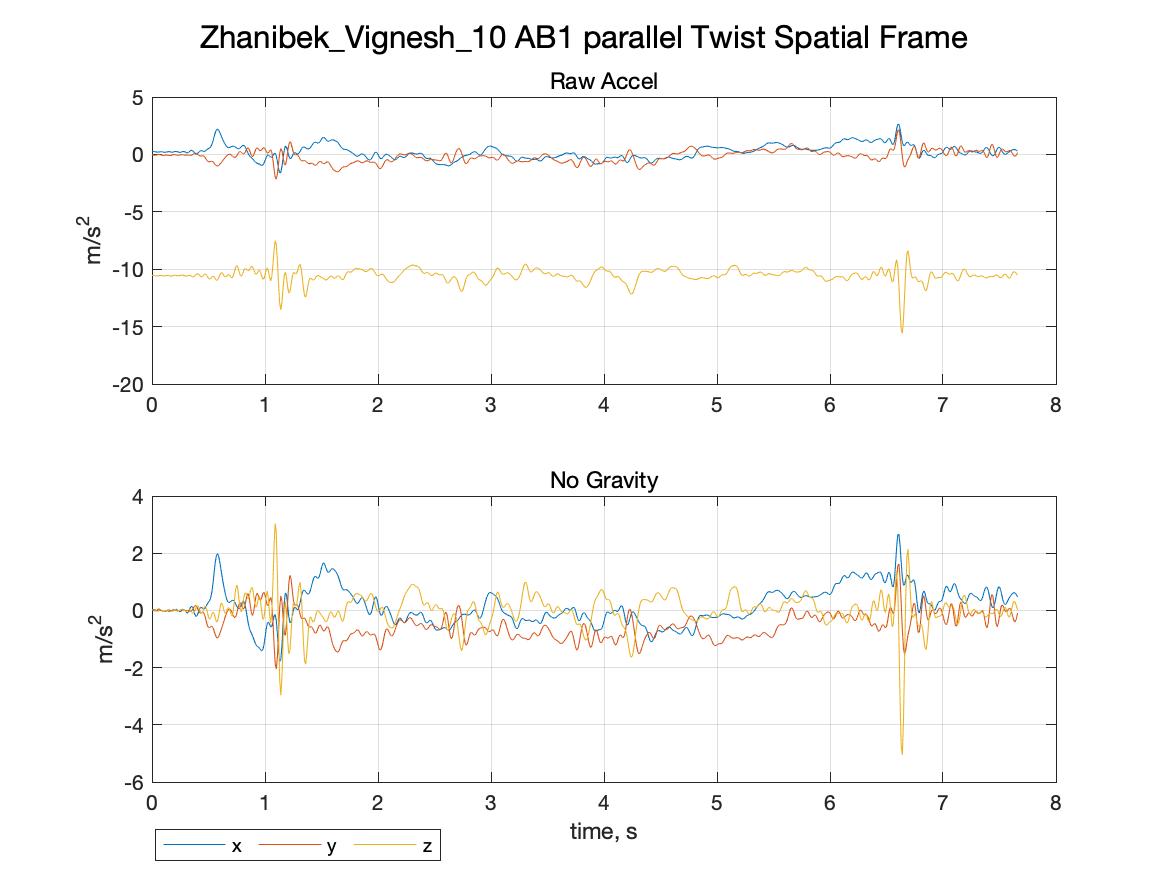 Zhanibek_Vignesh_10 AB1 parallel Twist Spatial Frame
Raw Accel
5
0
-5
-10
-15
-20
m/s²
0 1 2 3 4 5 6 7 8
No Gravity
4
2
0
-2
-4
-6
m/s²
0 1 2 3 4 5 6 7 8
time, s
x y z